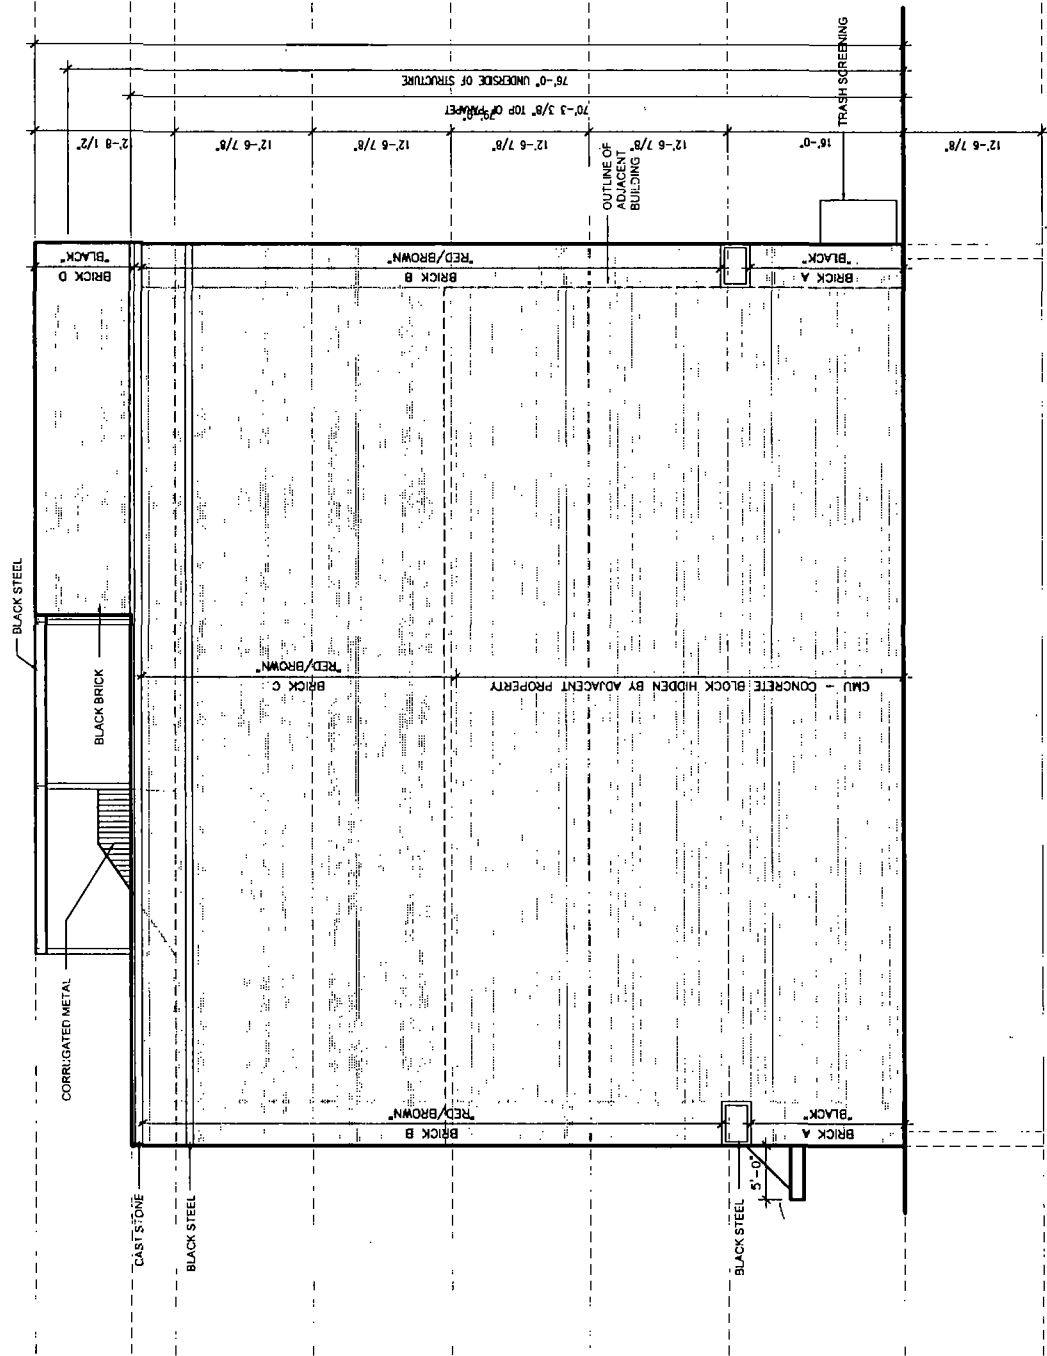 TRASH SCREENING
76'-0" UNDERSIDE OF STRUCTURE
70'-3 3/8" TOP OF PARAPET
79'-0"
12'-8 1/2"
12'-6 7/8"
12'-6 7/8"
12'-6 7/8"
12'-6 7/8"
16'-0"
12'-6 7/8"
OUTLINE OF
ADJACENT
BUILDING
BRICK D
"BLACK"
BRICK B
"RED/BROWN"
BRICK A
"BLACK"
BLACK STEEL
BLACK BRICK
BRICK C
"RED/BROWN"
CMU - CONCRETE BLOCK HIDDEN BY ADJACENT PROPERTY
CORRUGATED METAL
BRICK B
"RED/BROWN"
BRICK A
"BLACK"
CAST STONE
BLACK STEEL
BLACK STEEL
5'-0"